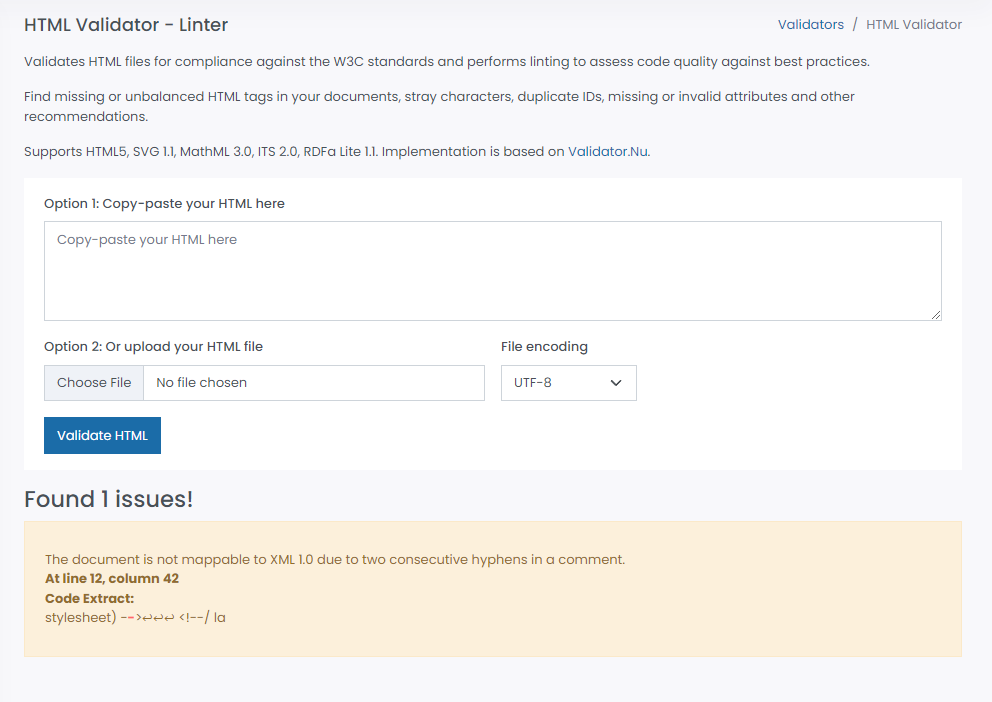 HTML Validator - Linter
Validators / HTML Validator
Validates HTML files for compliance against the W3C standards and performs linting to assess code quality against best practices.
Find missing or unbalanced HTML tags in your documents, stray characters, duplicate IDs, missing or invalid attributes and other
recommendations.
Supports HTML5, SVG 1.1, MathML 3.0, ITS 2.0, RDFa Lite 1.1. Implementation is based on Validator.Nu.
Option 1: Copy-paste your HTML here
Copy-paste your HTML here
Option 2: Or upload your HTML file
File encoding
Choose File No file chosen
UTF-8
Validate HTML
Found 1 issues!
The document is not mappable to XML 1.0 due to two consecutive hyphens in a comment.
At line 12, column 42
Code Extract:
stylesheet) -->↩↩↩ <!--/ la